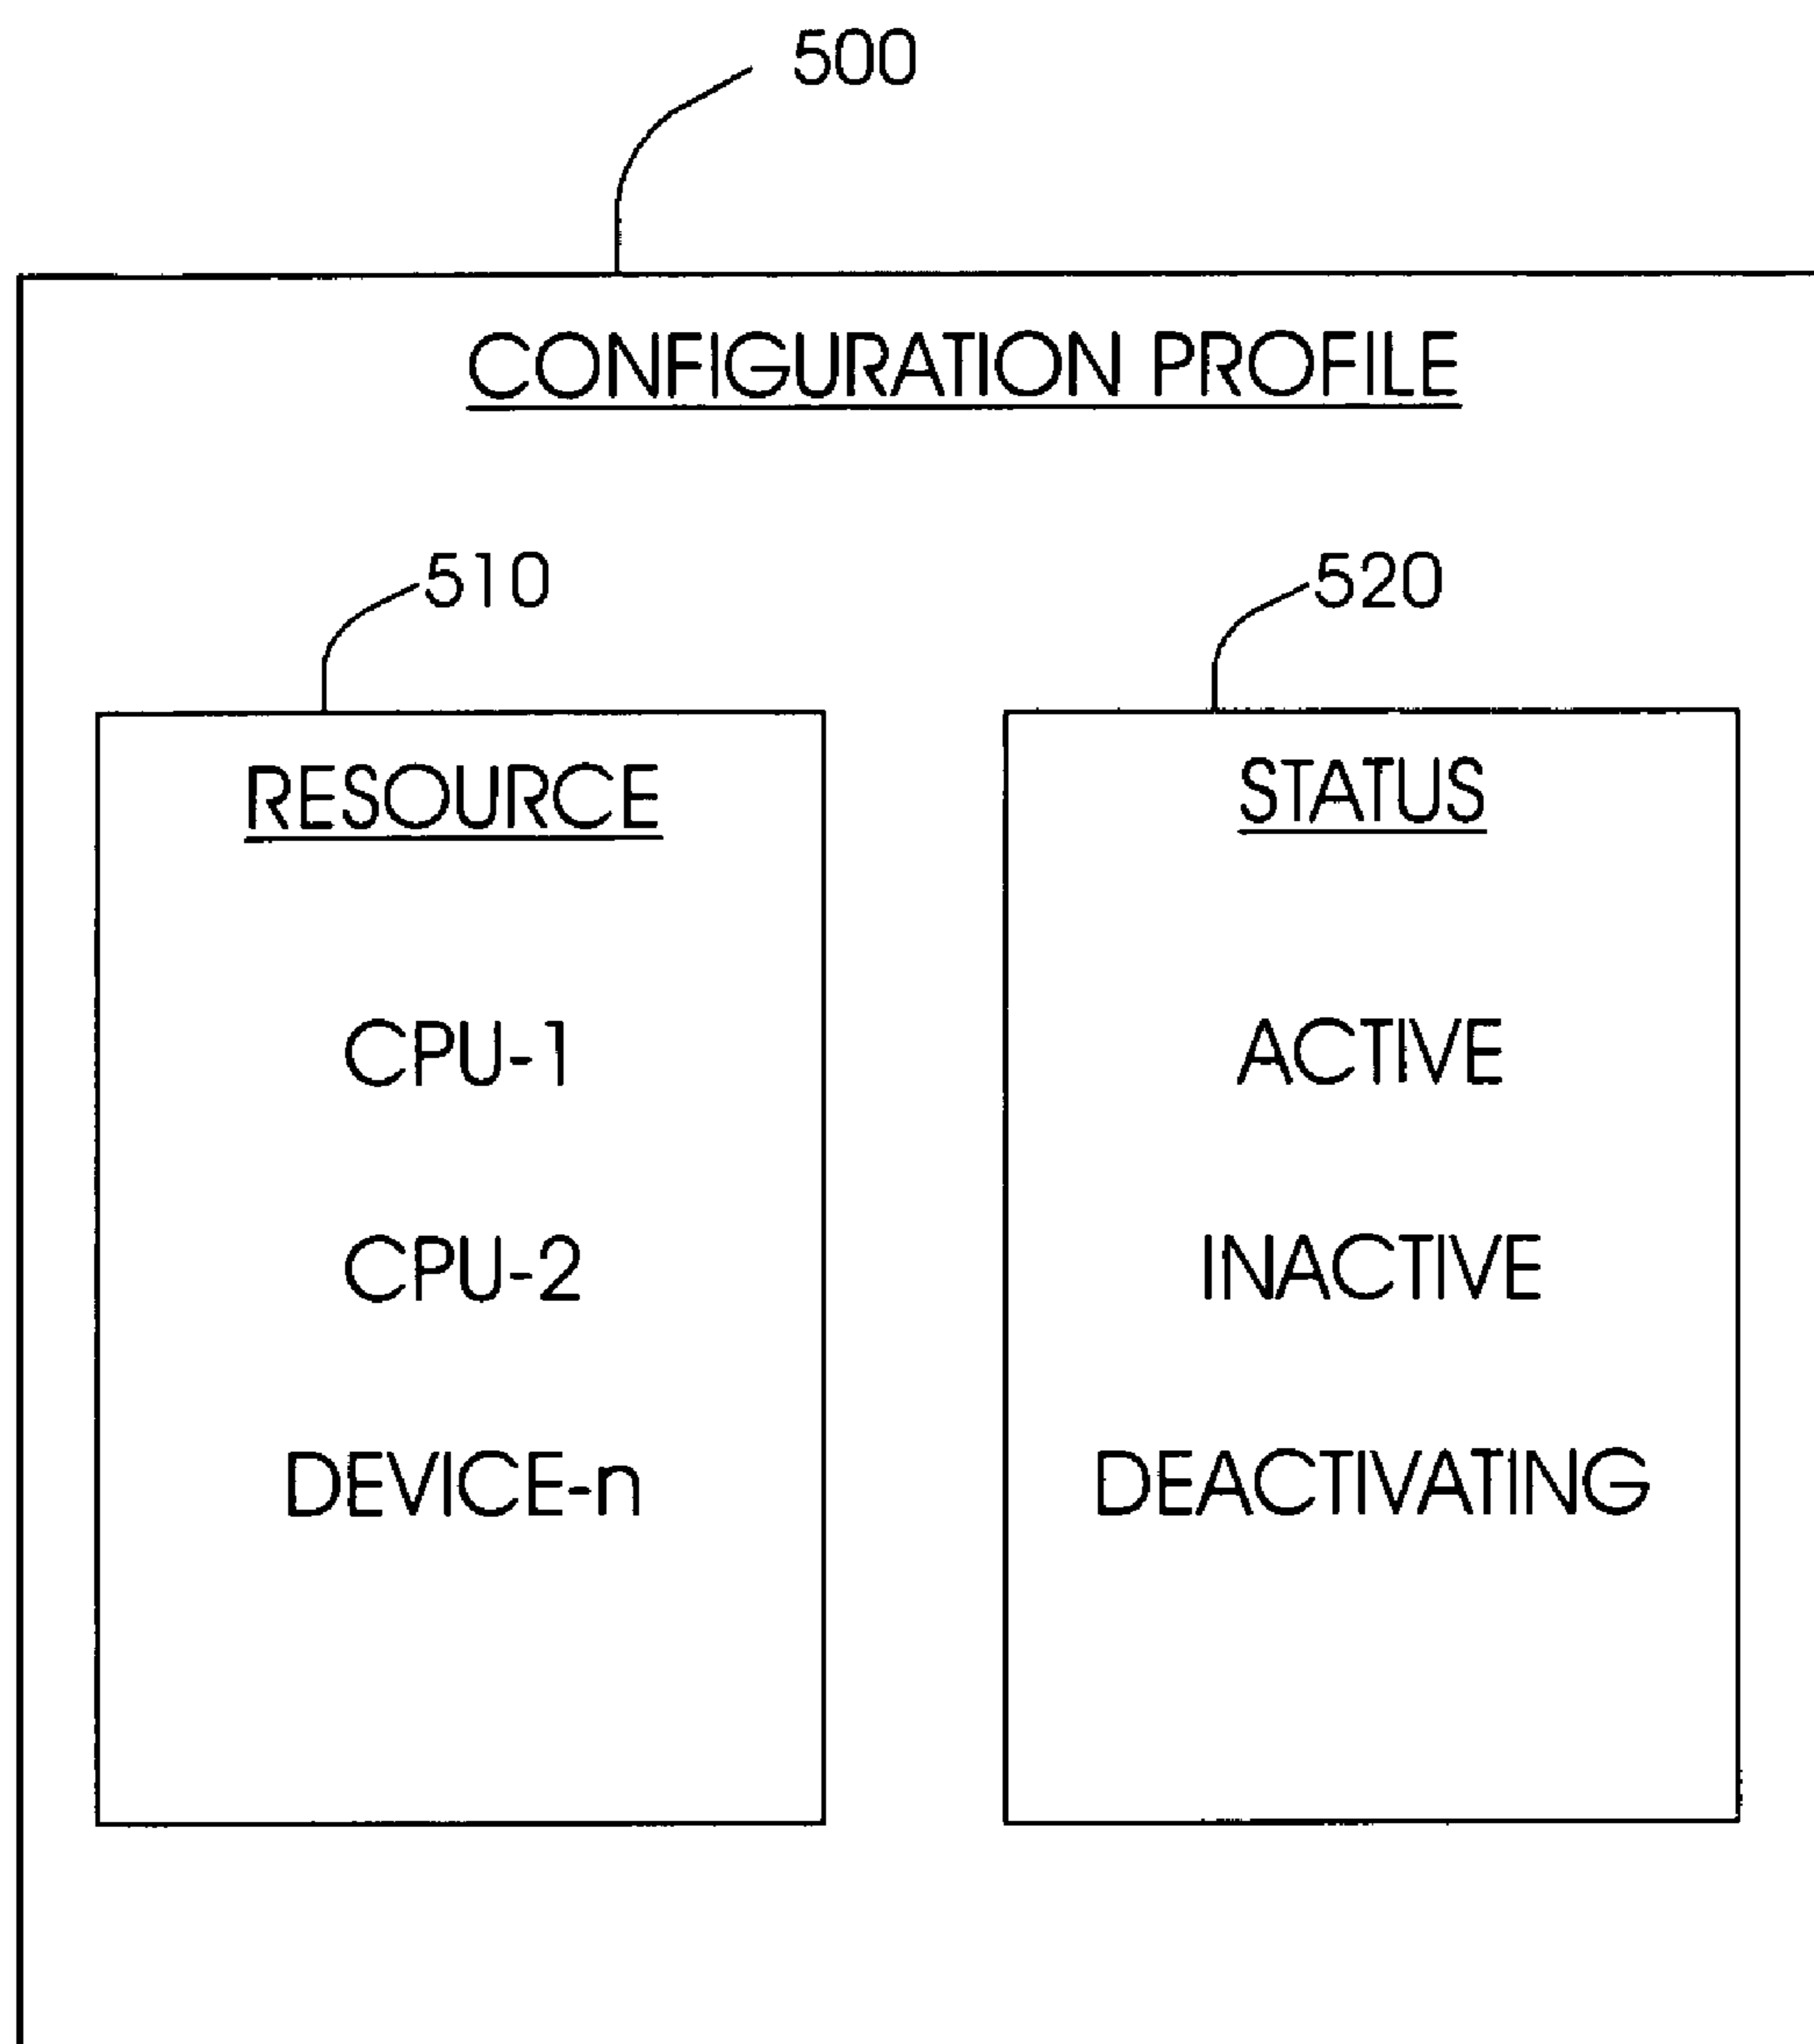 500
CONFIGURATION PROFILE
510
520
RESOURCE
STATUS
CPU-1
ACTIVE
CPU-2
INACTIVE
DEVICE-n
DEACTIVATING